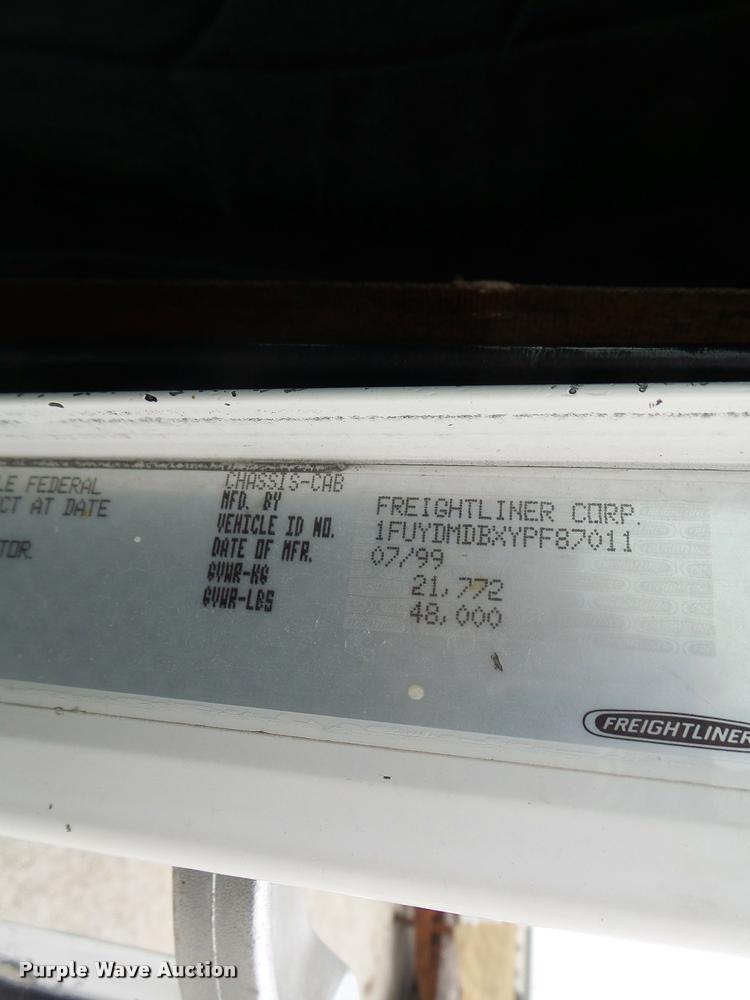 LE FEDERAL
CT AT DATE
TOR
CHASSIS-CAB
MFD. BY FREIGHTLINER CORP.
VEHICLE ID NO. 1FUYDMDBXYPF87011
DATE OF MFR. 07/99
GVWR-KG 21,772
GVWR-LBS 48,000
FREIGHTLINER
Purple Wave Auction